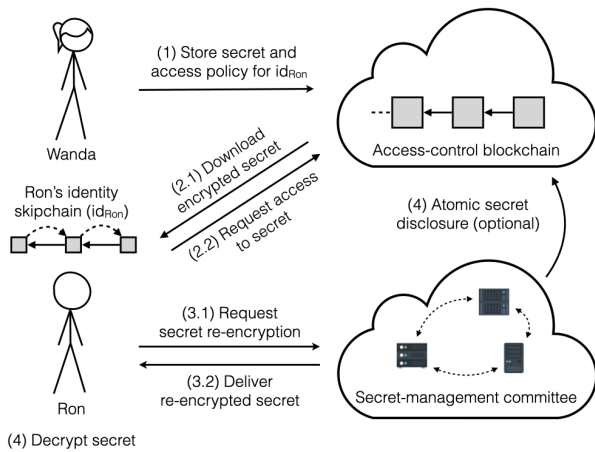 (1) Store secret and
access policy for idRon
Wanda
Access-control blockchain
(2.1) Download
encrypted secret
(2.2) Request access
to secret
Ron's identity
skipchain (idRon)
(4) Atomic secret
disclosure (optional)
(3.1) Request
secret re-encryption
(3.2) Deliver
re-encrypted secret
Ron
Secret-management committee
(4) Decrypt secret